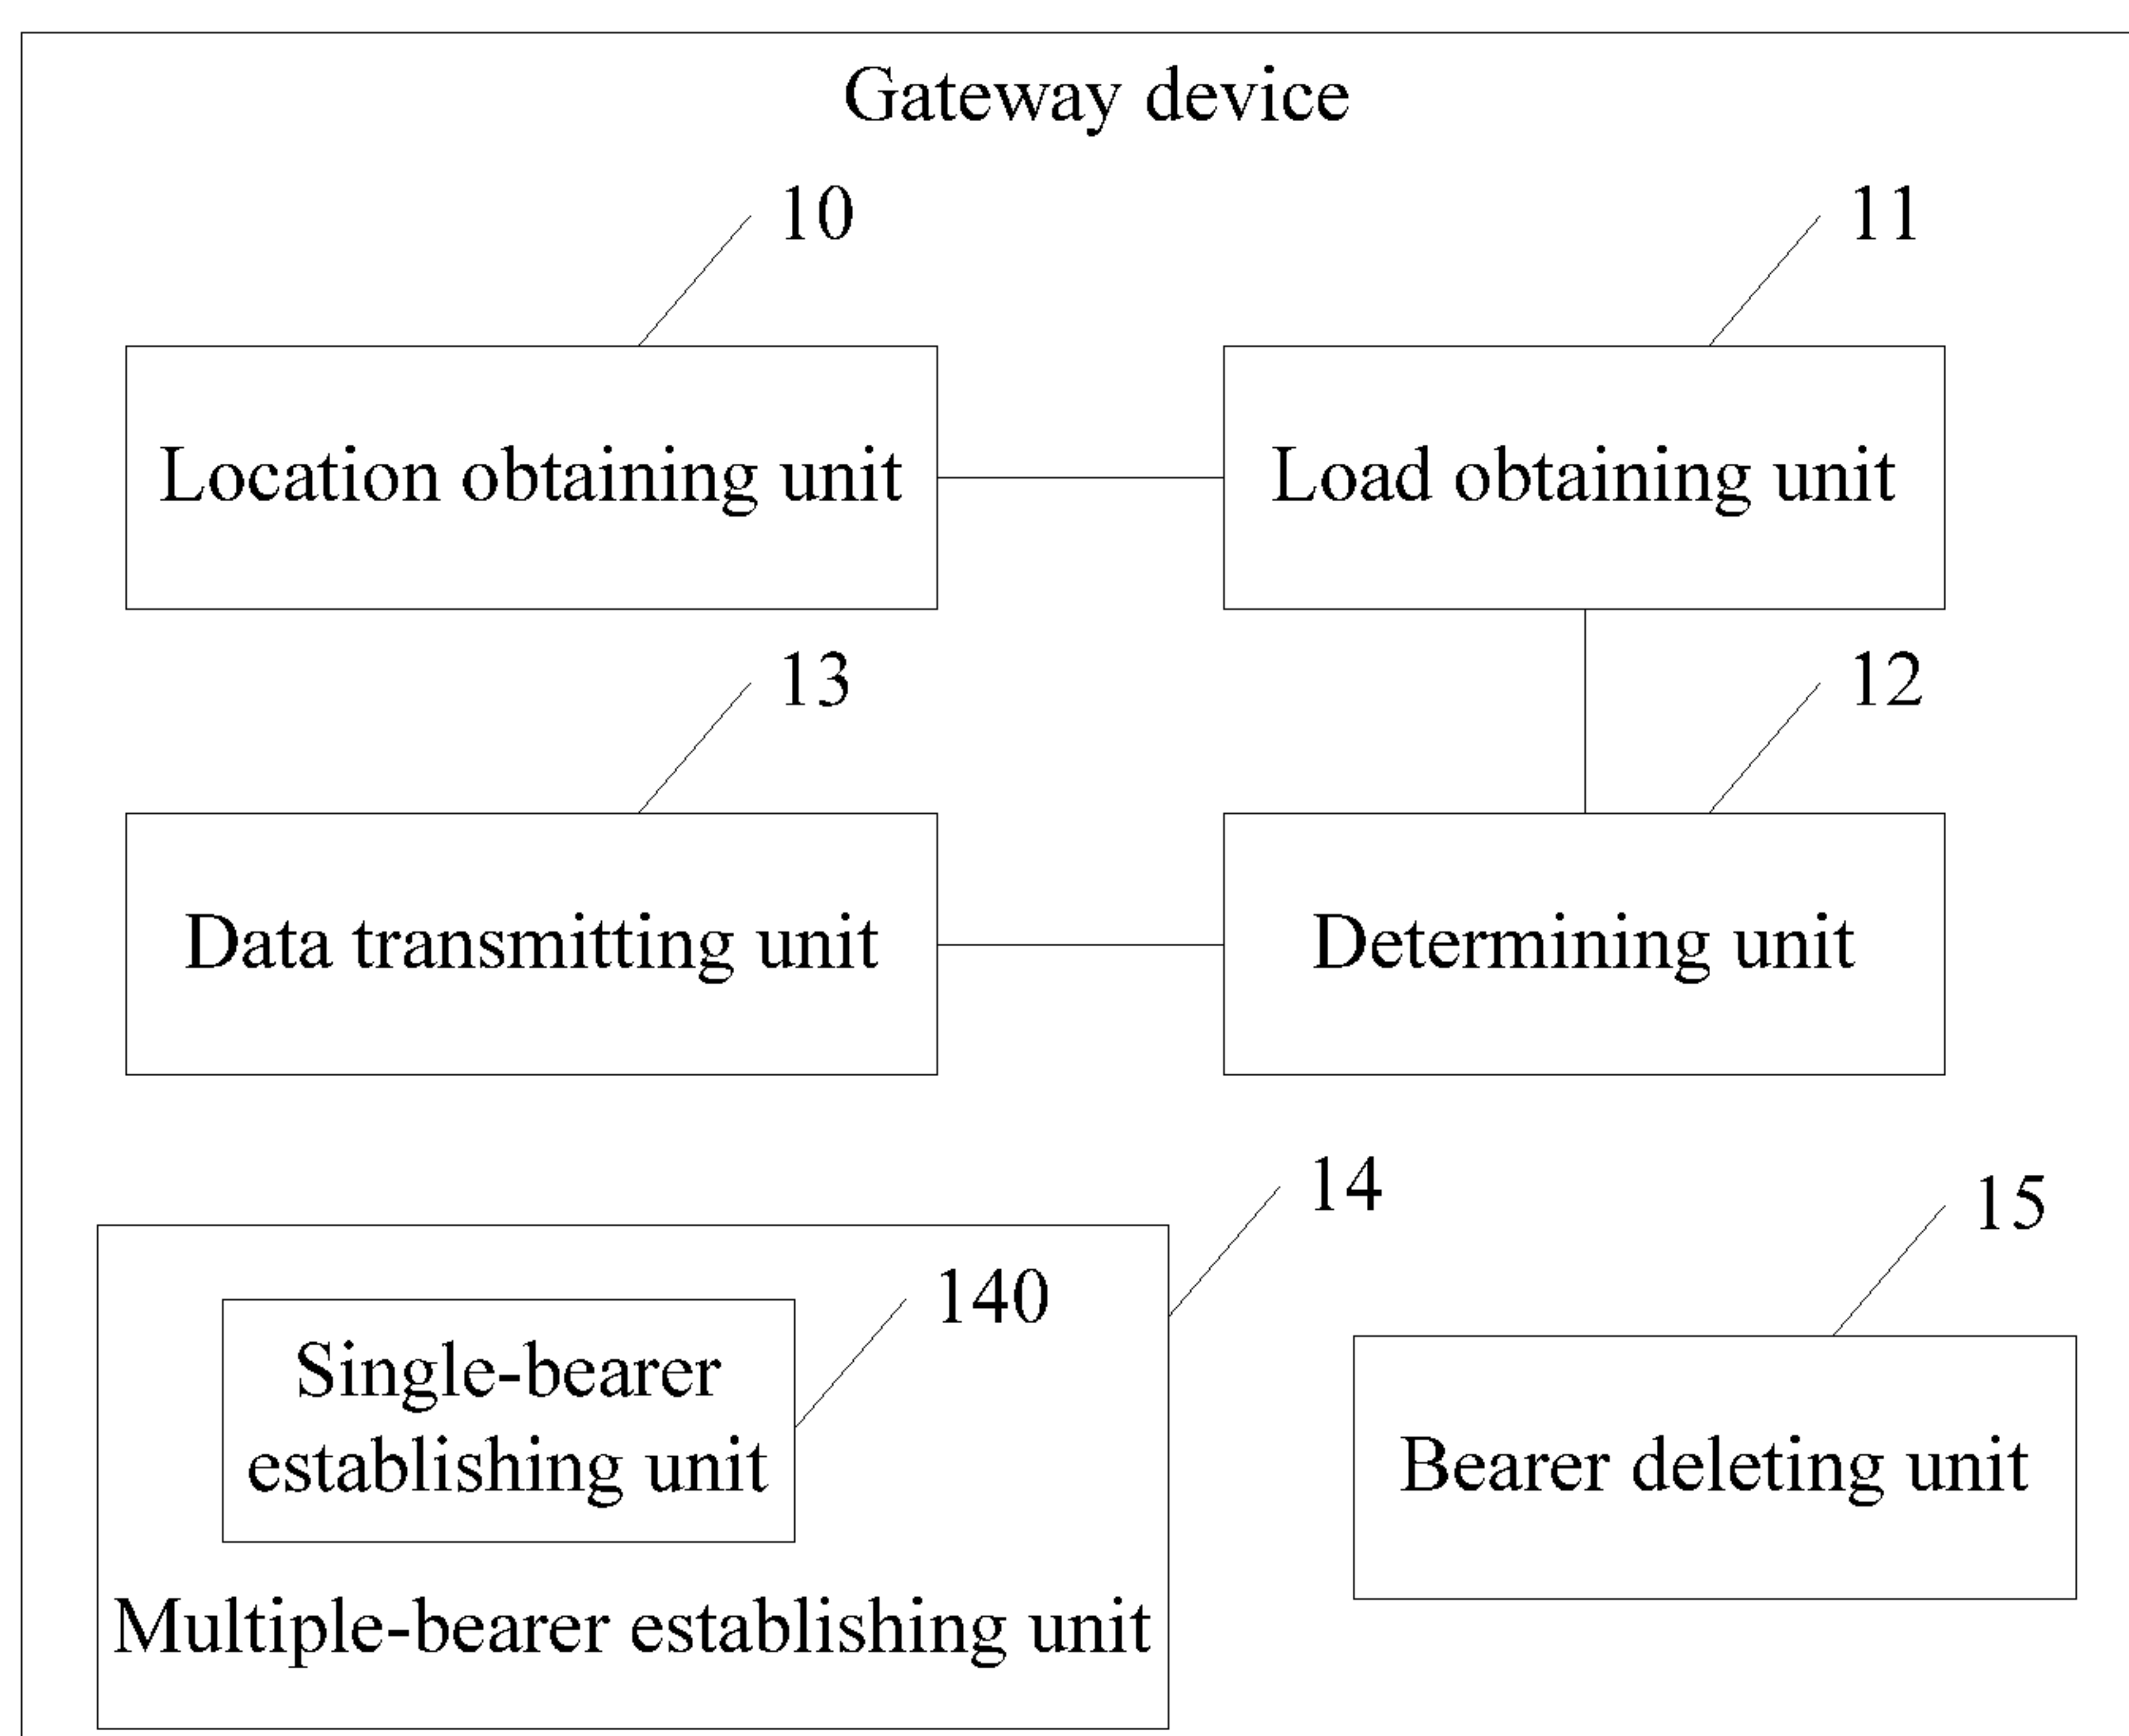 Gateway device
10
11
Location obtaining unit
Load obtaining unit
13
12
Data transmitting unit
Determining unit
14
15
140
Single-bearer
establishing unit
Bearer deleting unit
Multiple-bearer establishing unit